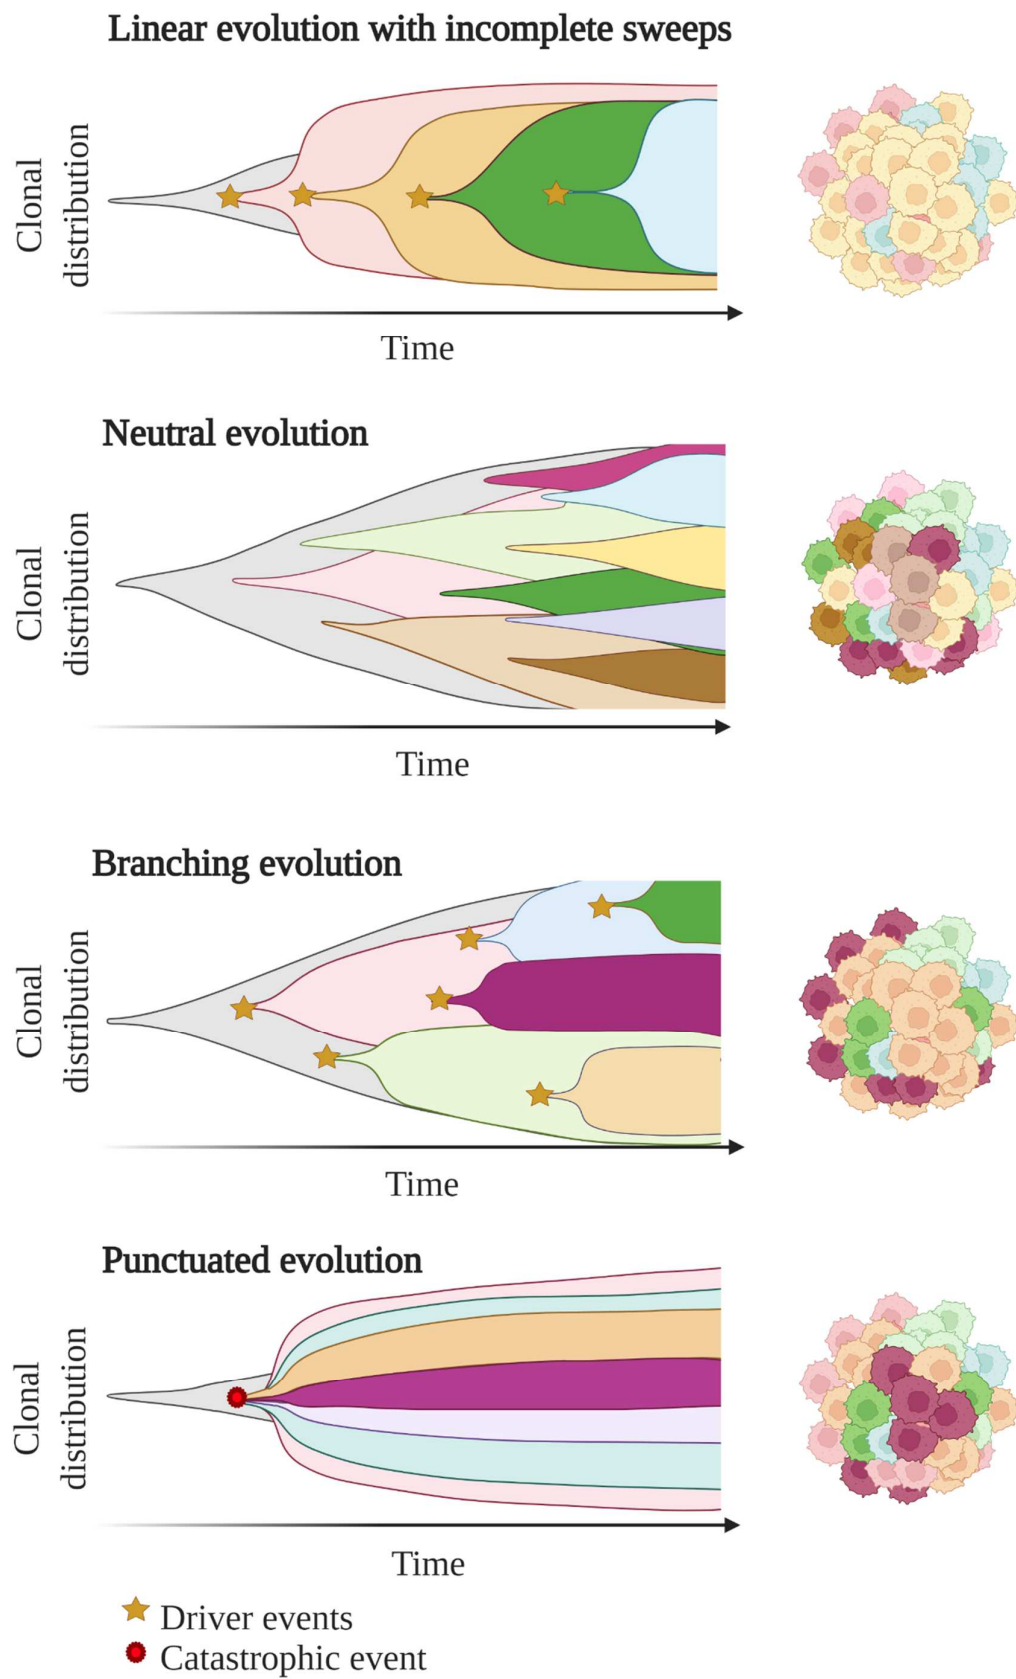 Linear evolution with incomplete sweeps
Clonal
distribution
Time
Neutral evolution
Clonal
distribution
Time
Branching evolution
Clonal
distribution
Time
Punctuated evolution
Clonal
distribution
Time
Driver events
Catastrophic event